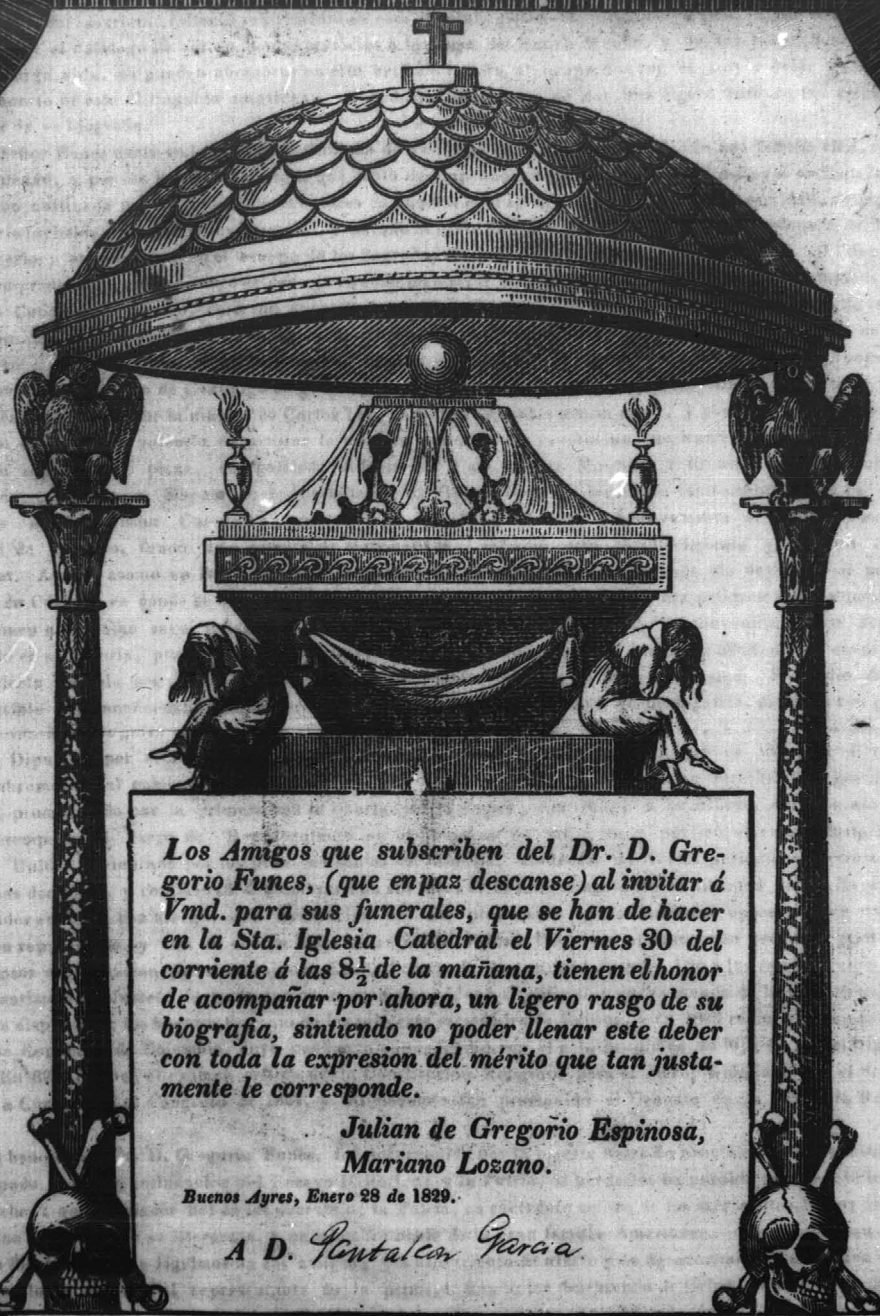 Los Amigos que subscriben del Dr. D. Gre-
gorio Funes, (que en paz descanse) al invitar á
Vmd. para sus funerales, que se han de hacer
en la Sta. Iglesia Catedral el Viernes 30 del
corriente á las 8½ de la mañana, tienen el honor
de acompañar por ahora, un ligero rasgo de su
biografia, sintiendo no poder llenar este deber
con toda la expresion del mérito que tan justa-
mente le corresponde.
Julian de Gregorio Espinosa,
Mariano Lozano.
Buenos Ayres, Enero 28 de 1829.
A D. Pantaleon Garcia.